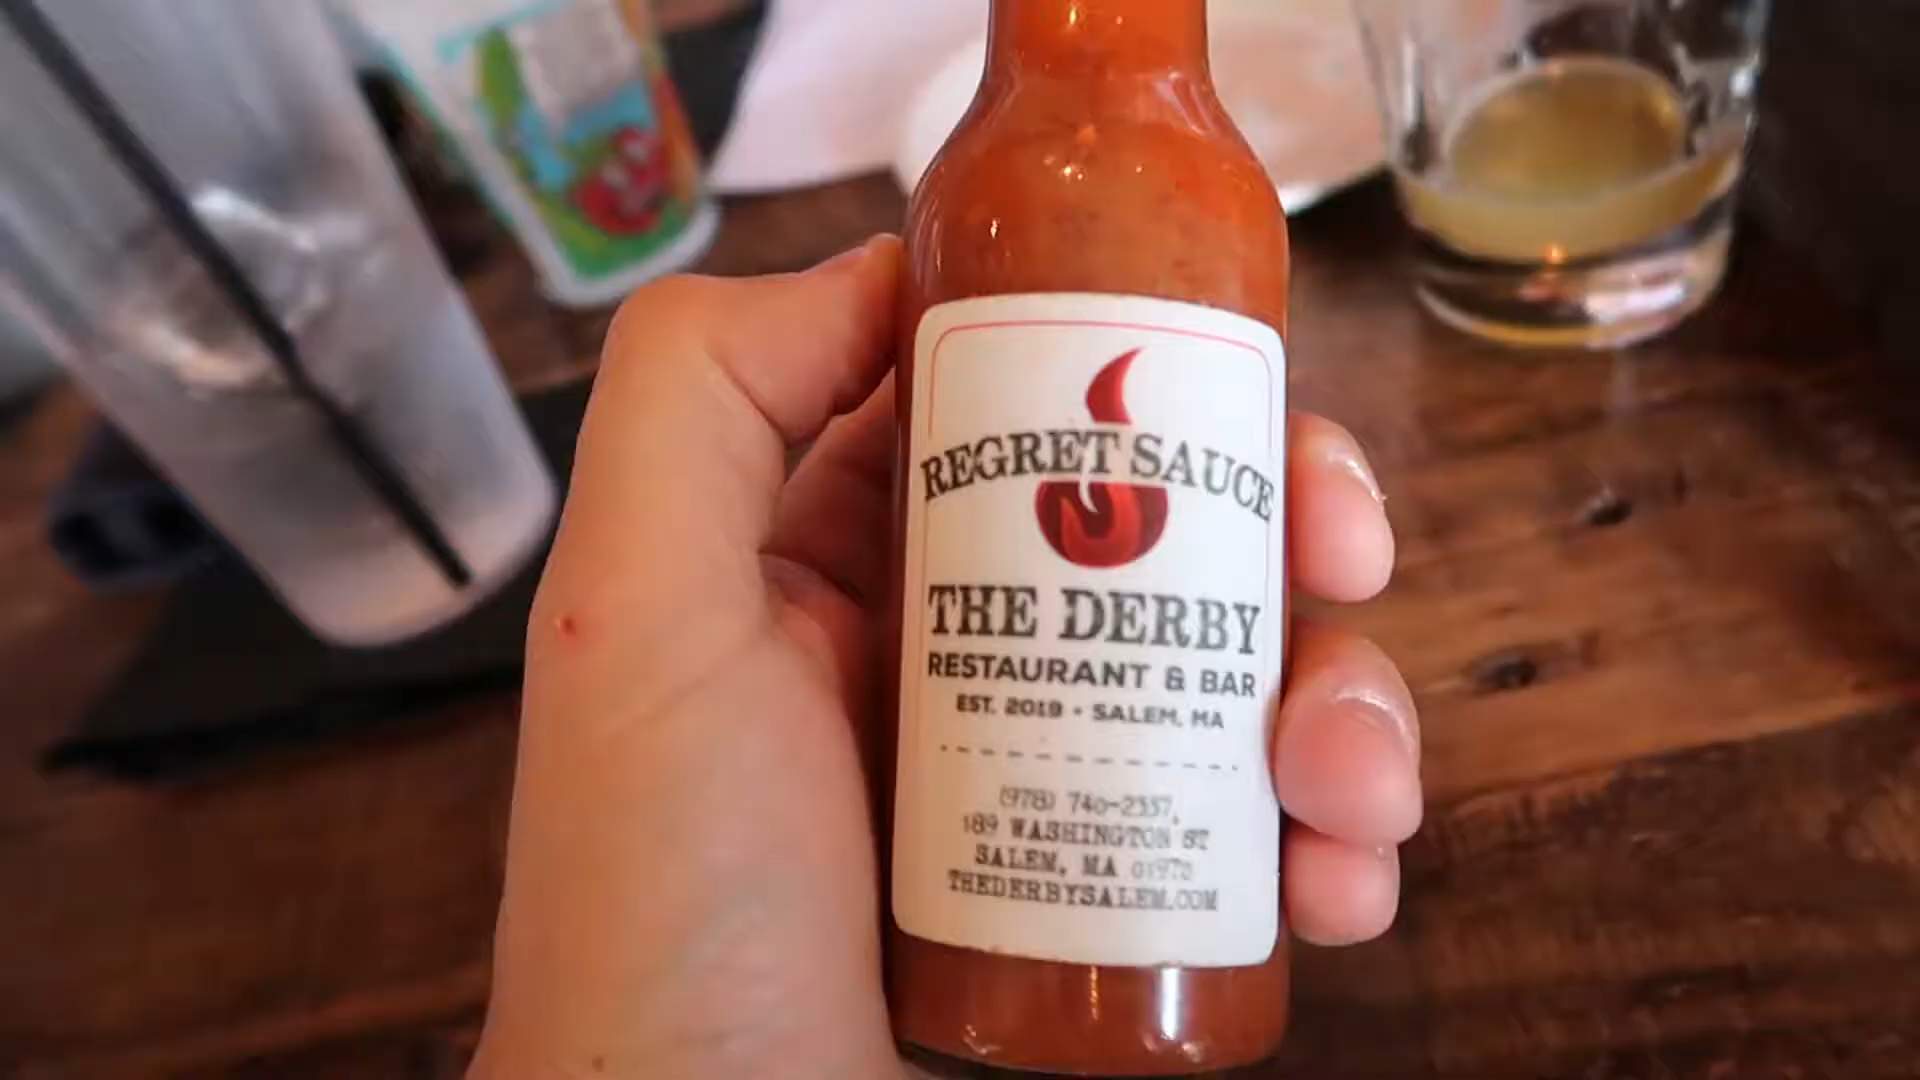 REGRET SAUCE
THE DERBY
RESTAURANT & BAR
EST. 2019 • SALEM, MA
(978) 740-2337,
189 WASHINGTON ST
SALEM, MA 01970
THEDERBYSALEM.COM